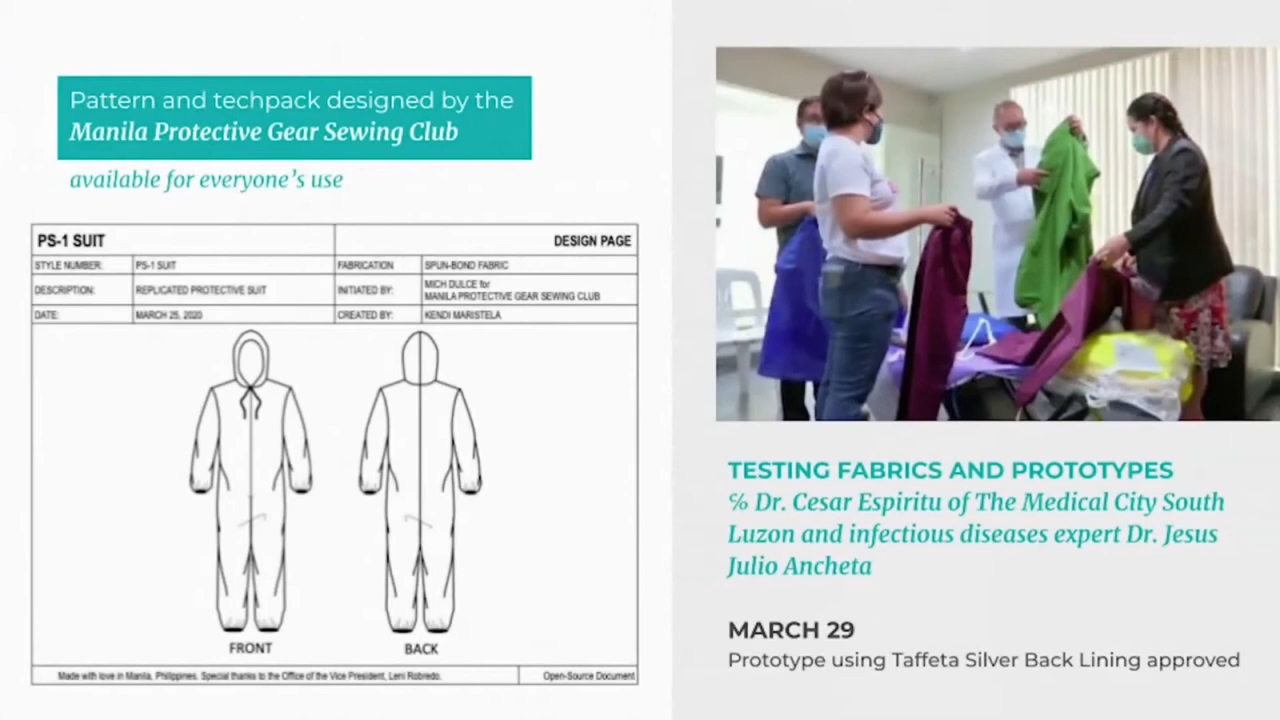 Pattern and techpack designed by the
Manila Protective Gear Sewing Club
available for everyone's use
PS-1 SUIT DESIGN PAGE
STYLE NUMBER: PS-1 SUIT FABRICATION SPUN-BOND FABRIC
DESCRIPTION: REPLICATED PROTECTIVE SUIT INITIATED BY: MICH DULCE for
MANILA PROTECTIVE GEAR SEWING CLUB
DATE: MARCH 25, 2020 CREATED BY: KENDI MARISTELA
FRONT BACK
Made with love in Manila, Philippines. Special thanks to the Office of the Vice President, Leni Robredo. Open-Source Document
TESTING FABRICS AND PROTOTYPES
℅ Dr. Cesar Espiritu of The Medical City South
Luzon and infectious diseases expert Dr. Jesus
Julio Ancheta
MARCH 29
Prototype using Taffeta Silver Back Lining approved